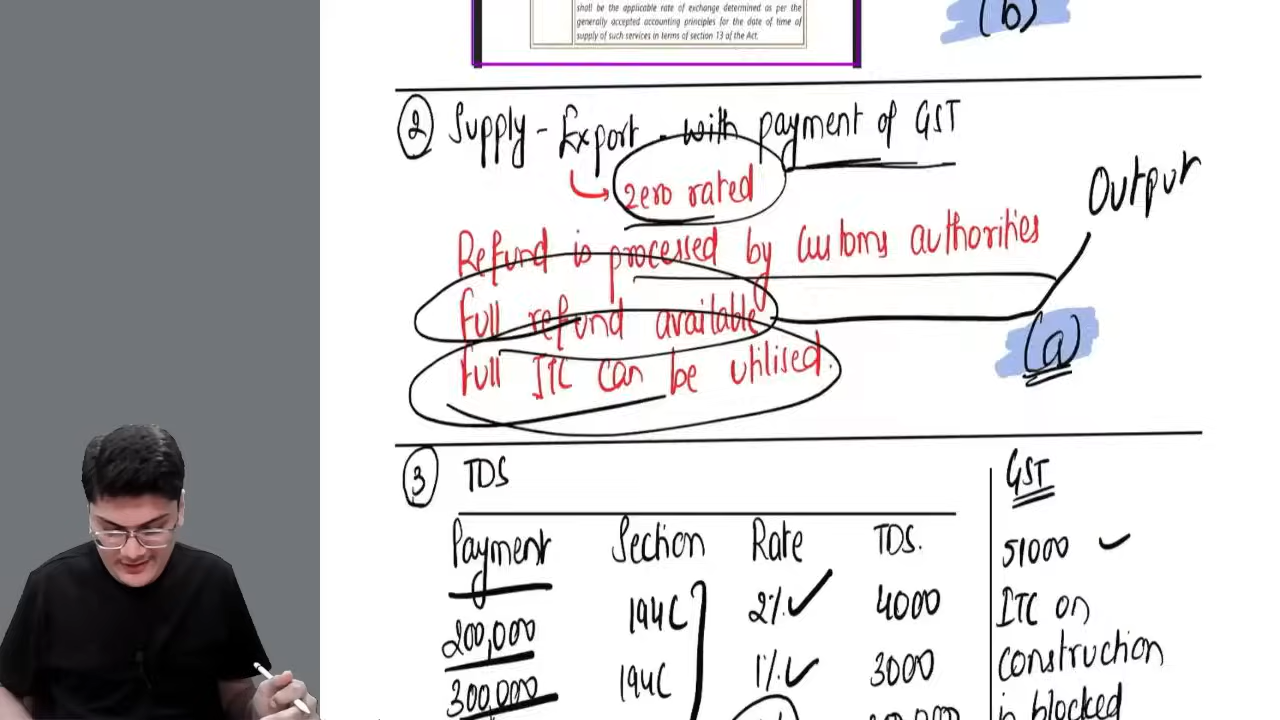 shall be the applicable rate of exchange determined as per the
generally accepted accounting principles for the date of time of
supply of such services in terms of section 13 of the Act.
(b)
2 Supply - Export - with payment of GST
Zero rated
Output
Refund is processed by Customs authorities
Full refund available
(a)
Full ITC can be utilised.
3 TDS
GST
Payment Section Rate TDS.
51000
200,000 194C 2% 4000
ITC on
construction
300,000 194C 1% 3000
is blocked